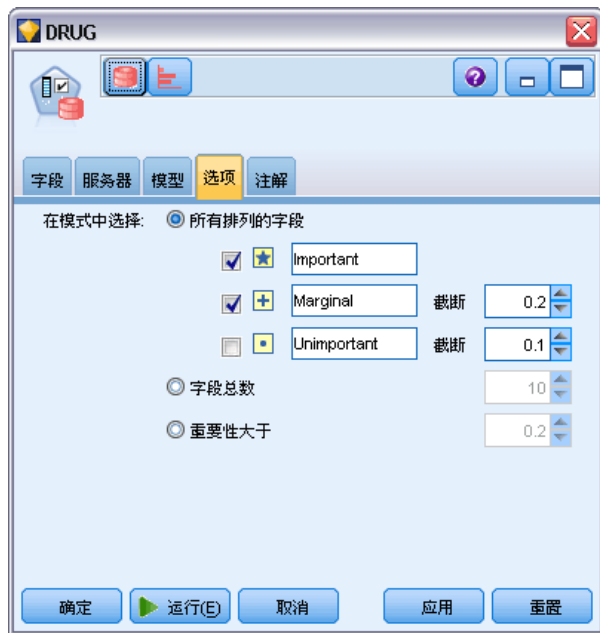 DRUG
字段 服务器 模型 选项 注解
在模式中选择: 所有排列的字段
Important
Marginal 截断 0.2
Unimportant 截断 0.1
字段总数 10
重要性大于 0.2
确定 运行(E) 取消 应用 重置